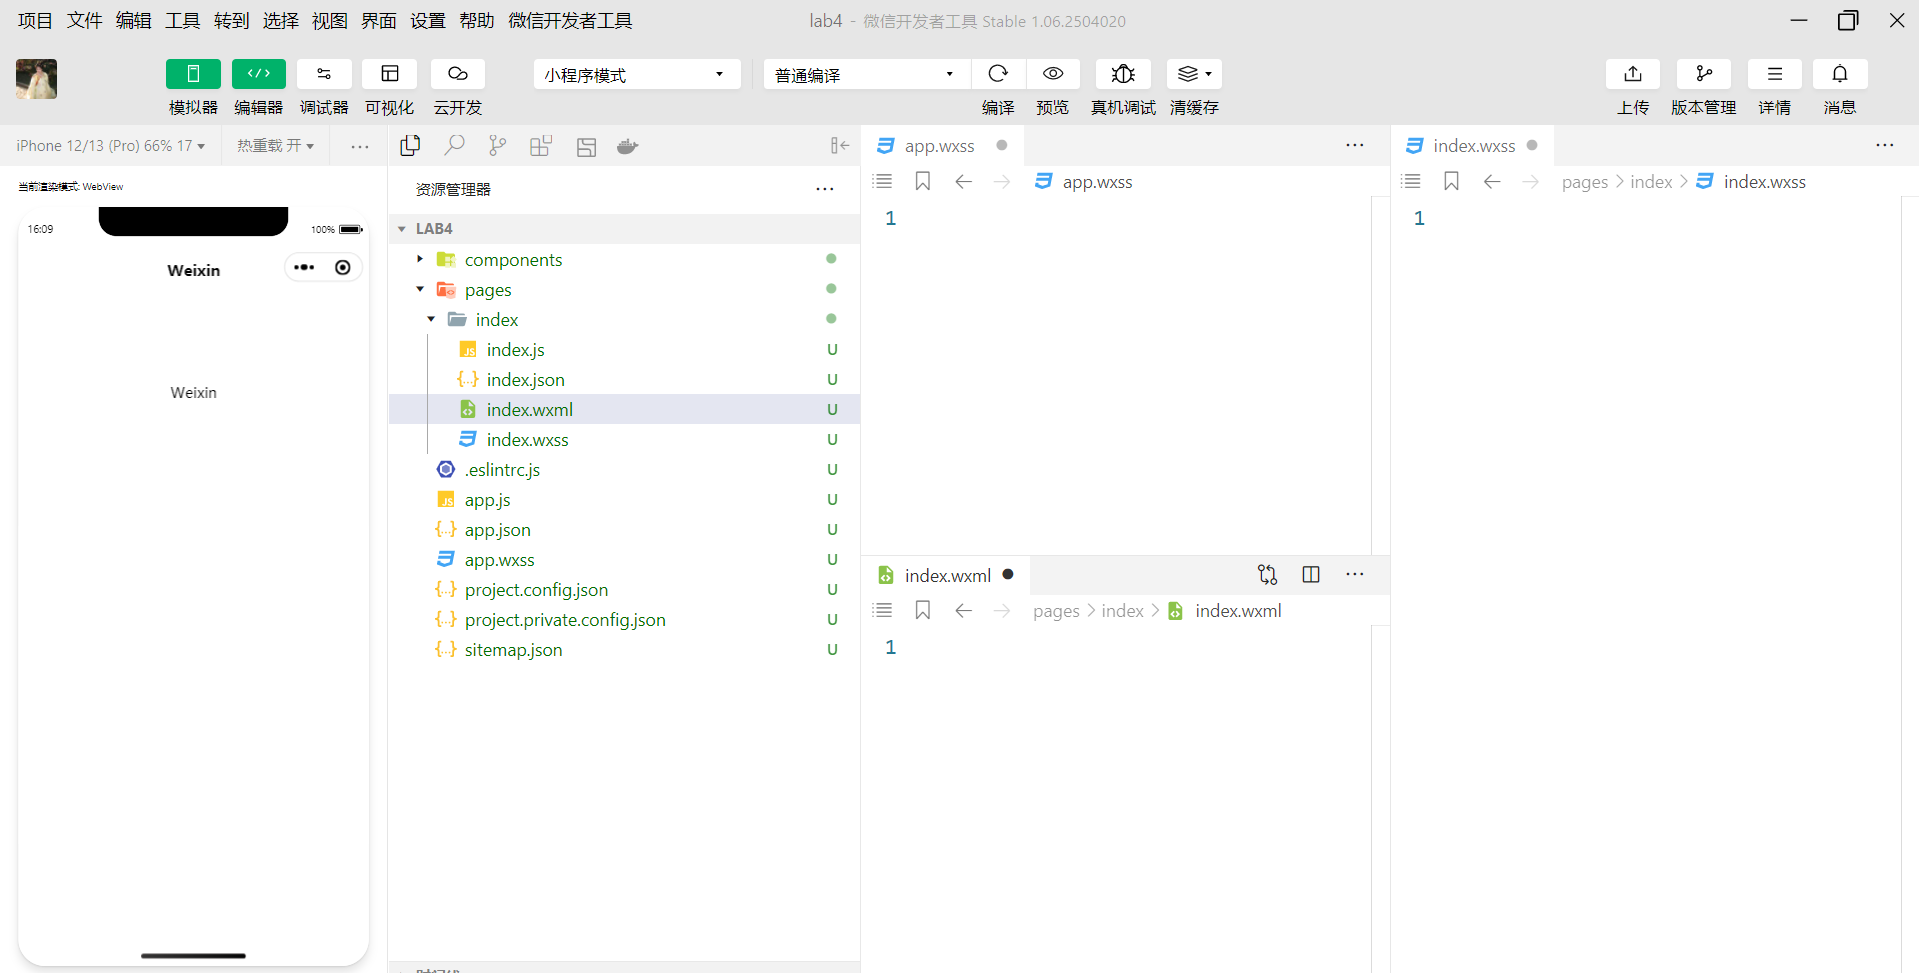 项目 文件 编辑 工具 转到 选择 视图 界面 设置 帮助 微信开发者工具
lab4 - 微信开发者工具 Stable 1.06.2504020
模拟器 编辑器 调试器 可视化 云开发
小程序模式
普通编译
编译 预览 真机调试 清缓存
上传 版本管理 详情 消息
iPhone 12/13 (Pro) 66% 17
热重载 开
当前渲染模式: WebView
16:09
100%
Weixin
Weixin
资源管理器
LAB4
components
pages
index
index.js U
index.json U
index.wxml U
index.wxss U
.eslintrc.js U
app.js U
app.json U
app.wxss U
project.config.json U
project.private.config.json U
sitemap.json U
app.wxss
app.wxss
1
index.wxml
pages > index > index.wxml
1
index.wxss
pages > index > index.wxss
1